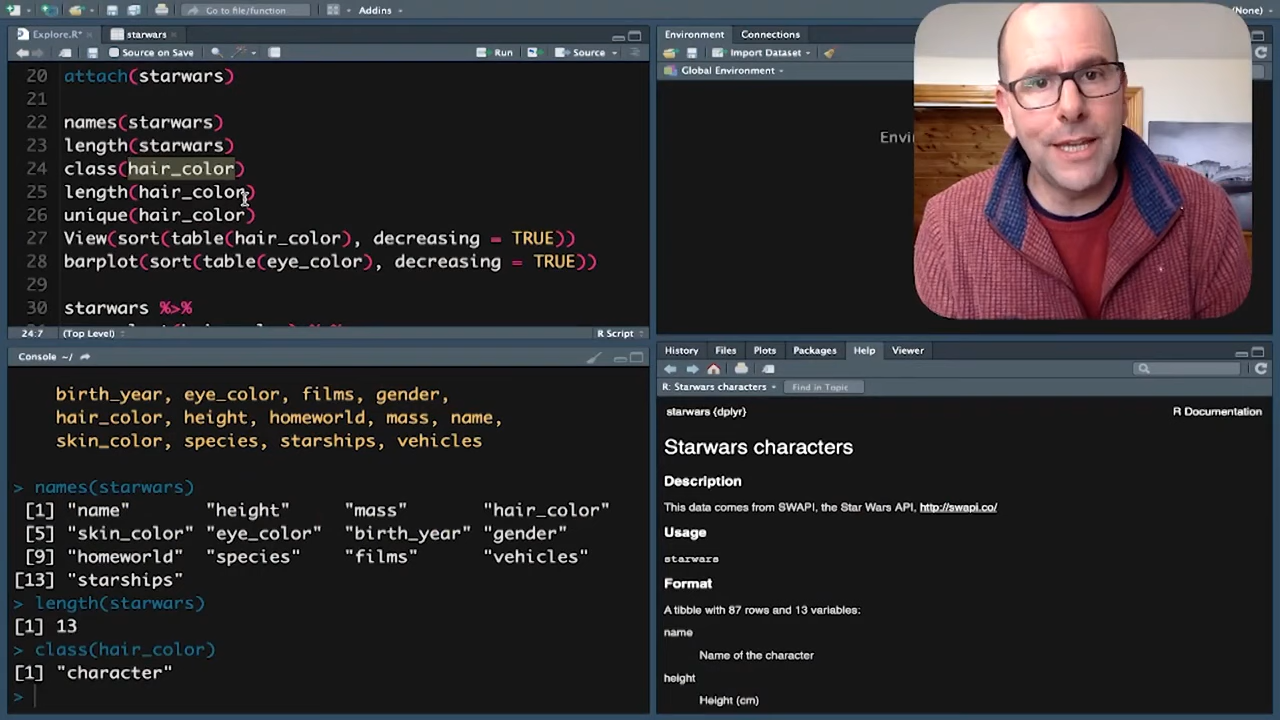 Go to file/function
Addins
(None)
Explore.R*
starwars
Source on Save
Run
Source
20 attach(starwars)
21
22 names(starwars)
23 length(starwars)
24 class(hair_color)
25 length(hair_color)
26 unique(hair_color)
27 View(sort(table(hair_color), decreasing = TRUE))
28 barplot(sort(table(eye_color), decreasing = TRUE))
29
30 starwars %>%
24:7 (Top Level) R Script
Console ~/
birth_year, eye_color, films, gender,
hair_color, height, homeworld, mass, name,
skin_color, species, starships, vehicles
> names(starwars)
[1] "name" "height" "mass" "hair_color"
[5] "skin_color" "eye_color" "birth_year" "gender"
[9] "homeworld" "species" "films" "vehicles"
[13] "starships"
> length(starwars)
[1] 13
> class(hair_color)
[1] "character"
>
Environment Connections
Import Dataset
Global Environment
Envi
History Files Plots Packages Help Viewer
R: Starwars characters Find in Topic
starwars {dplyr} R Documentation
Starwars characters
Description
This data comes from SWAPI, the Star Wars API, http://swapi.co/
Usage
starwars
Format
A tibble with 87 rows and 13 variables:
name
Name of the character
height
Height (cm)